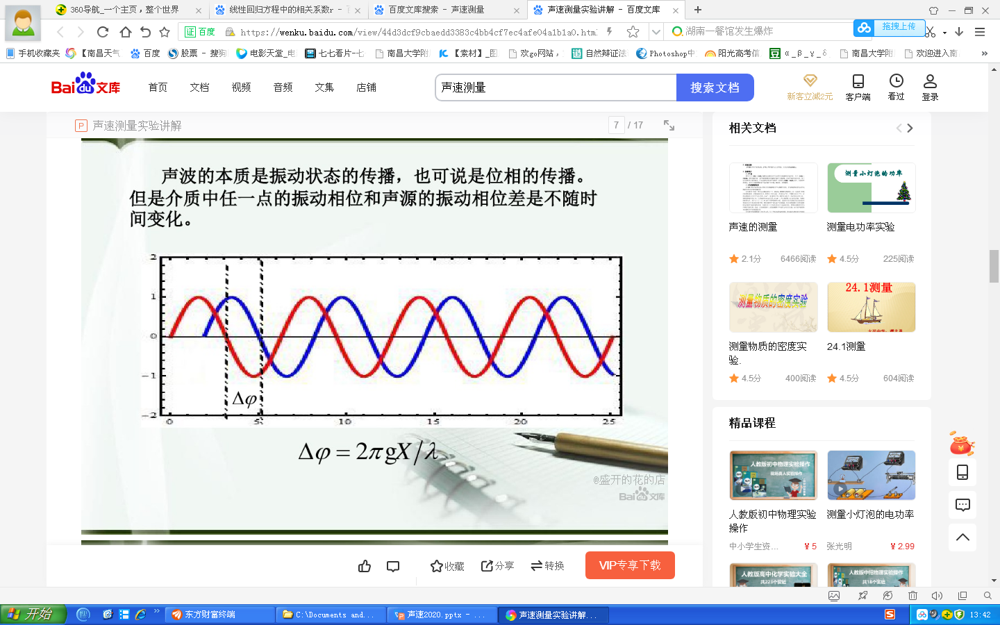 360导航_一个主页，整个世界
线性回归方程中的相关系数r - 百
百度文库搜索 - 声速测量
声速测量实验讲解 - 百度文库
证 百度
https://wenku.baidu.com/view/44d3dcf9cbaedd3383c4bb4cf7ec4afe04a1b1a0.html
湖南一餐馆发生爆炸
拖拽上传
手机收藏夹
【南昌天气
百度
股票 - 搜狗
电影天堂_电
七七看片-七
南昌大学附
【素材】_图
欢go网站，
自然辩证法
Photoshop中
阳光高考信
α_β_γ_δ
南昌大学附
欢迎进入南
Bai du 文库
首页
文档
视频
音频
文集
店铺
声速测量
搜索文档
新客立减2元
客户端
看过
登录
P 声速测量实验讲解
7 / 17
声波的本质是振动状态的传播，也可说是位相的传播。
但是介质中任一点的振动相位和声源的振动相位差是不随时
间变化。
2
1
0
-1
-2
Δφ
0 5 10 15 20 25
Δφ = 2πgX/λ
@盛开的花的店
Bai du 文库
收藏
分享
转换
VIP专享下载
相关文档
测量小灯泡的功率
声速的测量
测量电功率实验
2.1分 6466阅读
4.5分 225阅读
测量物质的密度实验
24.1测量
测量物质的密度实
验.
24.1测量
4.5分 400阅读
4.5分 604阅读
精品课程
人教版初中物理实验操作
人教版初中物理实验
操作
测量小灯泡的电功率
中小学生资...
¥ 5
张光明
¥ 2.99
人教版高中化学实验大全
共223个实验
人教版中招物理实验操作
共18个实验
开始
东方财富终端
C:\Documents and...
声速2020.pptx - ...
声速测量实验讲解...
13:42